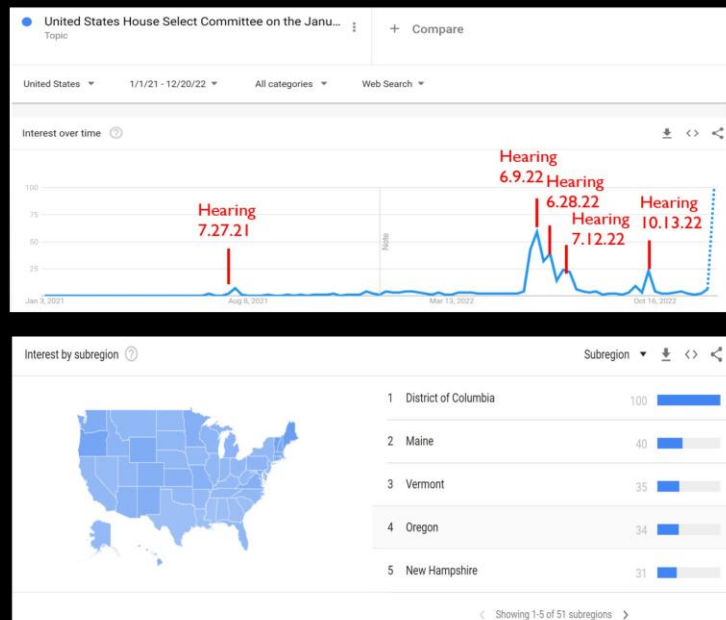 United States House Select Committee on the Janu...
Topic
+ Compare
United States
1/1/21 - 12/20/22
All categories
Web Search
Interest over time
Hearing
6.9.22
Hearing
6.28.22
Hearing
7.12.22
Hearing
7.27.21
Hearing
10.13.22
100
75
50
25
Note
Jan 3, 2021
Aug 8, 2021
Mar 13, 2022
Oct 16, 2022
Interest by subregion
Subregion
1 District of Columbia 100
2 Maine 40
3 Vermont 35
4 Oregon 34
5 New Hampshire 31
Showing 1-5 of 51 subregions